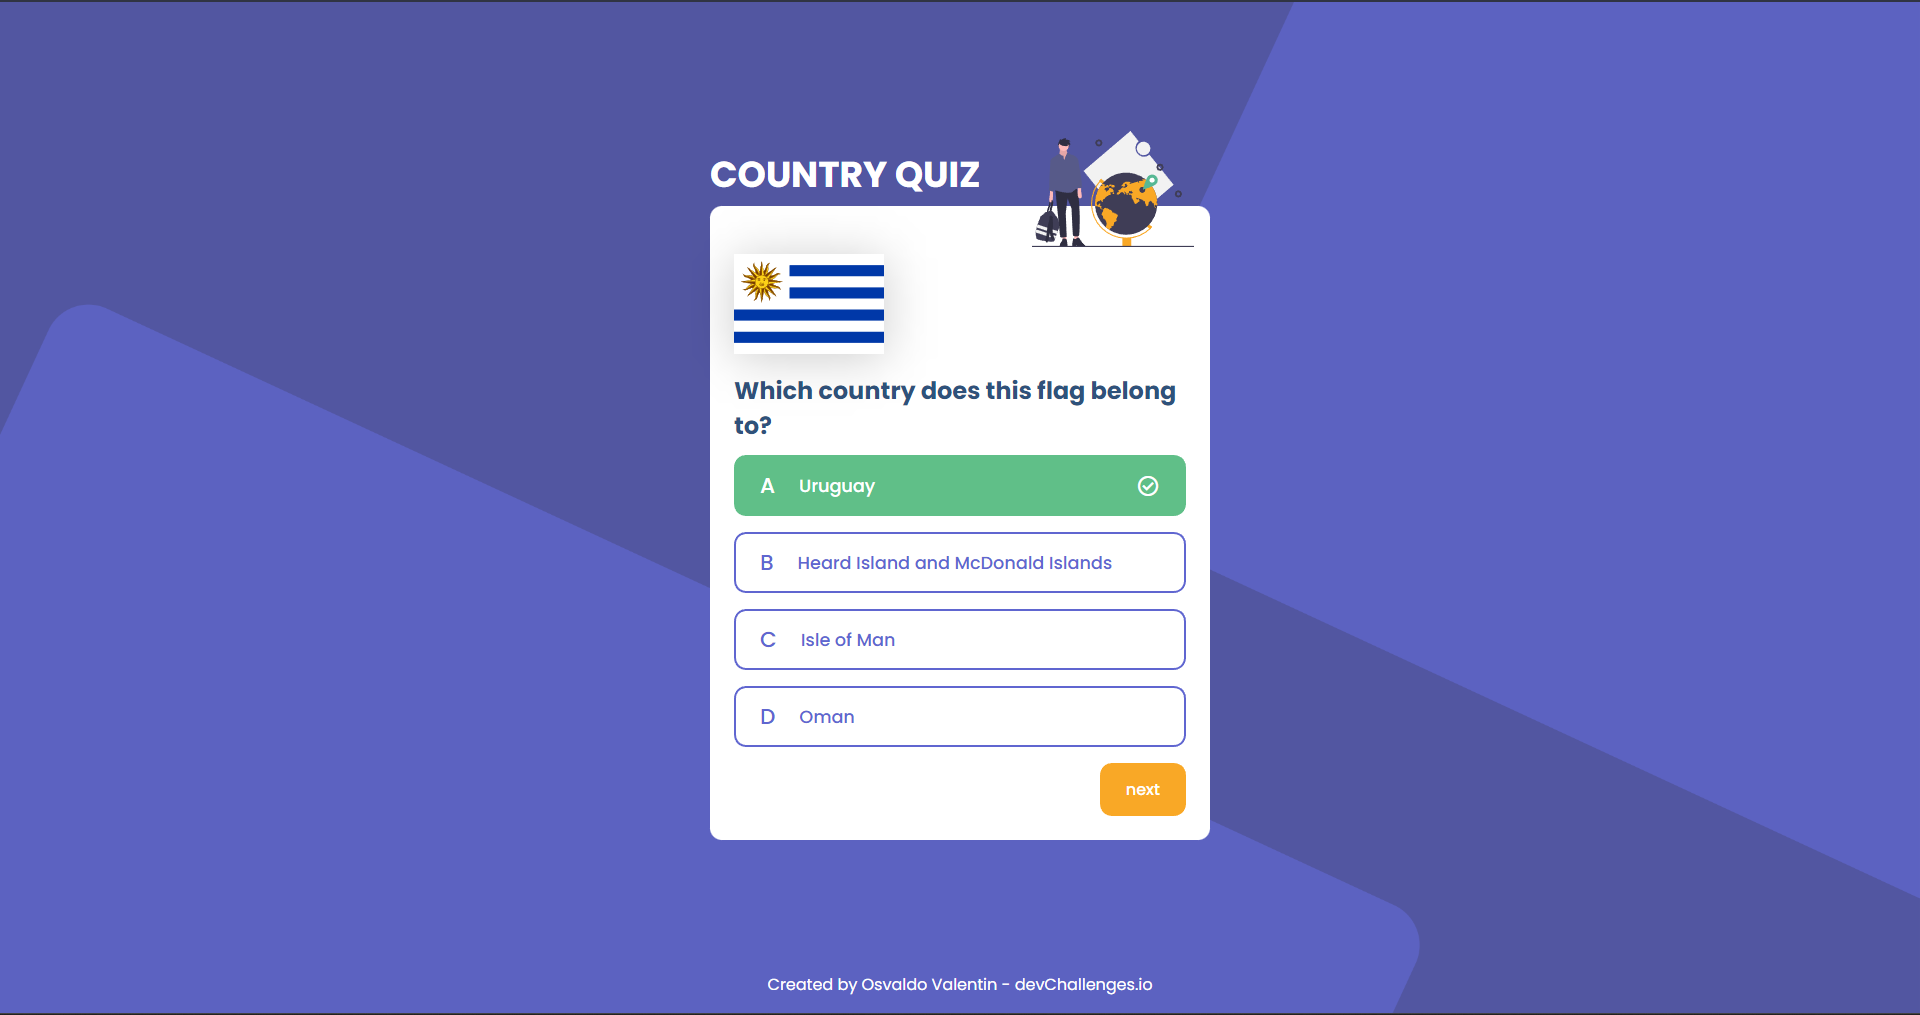 COUNTRY QUIZ
Which country does this flag belong
to?
A Uruguay
B Heard Island and McDonald Islands
C Isle of Man
D Oman
next
Created by Osvaldo Valentin - devChallenges.io